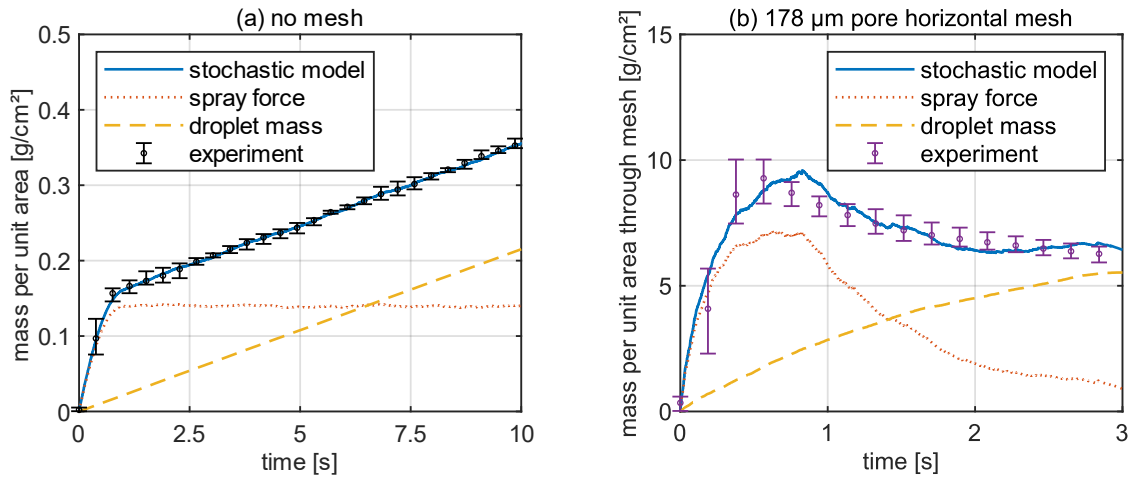 (a) no mesh
mass per unit area [g/cm²]
0.5
0.4
0.3
0.2
0.1
0
stochastic model
spray force
droplet mass
experiment
0
2.5
5
7.5
10
time [s]
(b) 178 µm pore horizontal mesh
mass per unit area through mesh [g/cm²]
15
10
5
0
stochastic model
spray force
droplet mass
experiment
0
1
2
3
time [s]